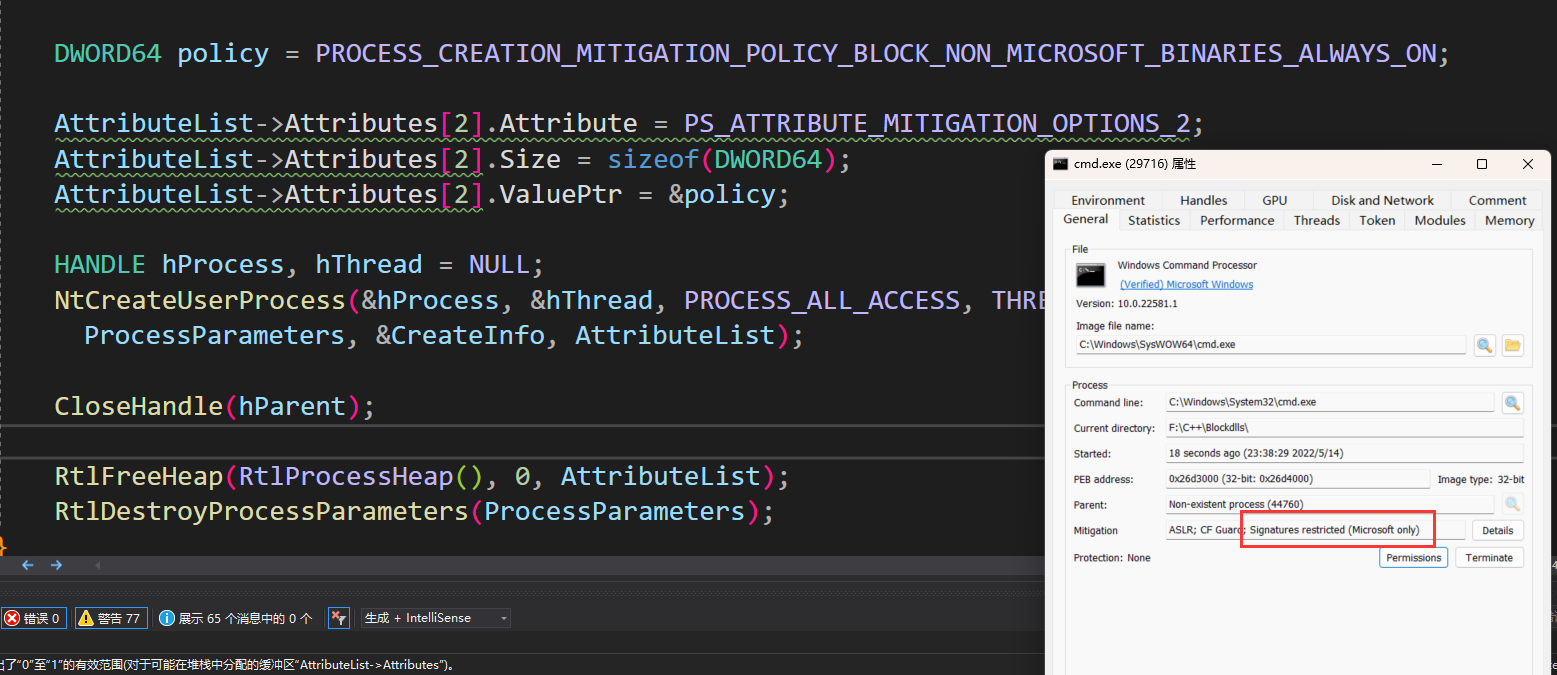 DWORD64 policy = PROCESS_CREATION_MITIGATION_POLICY_BLOCK_NON_MICROSOFT_BINARIES_ALWAYS_ON;
AttributeList->Attributes[2].Attribute = PS_ATTRIBUTE_MITIGATION_OPTIONS_2;
AttributeList->Attributes[2].Size = sizeof(DWORD64);
AttributeList->Attributes[2].ValuePtr = &policy;
HANDLE hProcess, hThread = NULL;
NtCreateUserProcess(&hProcess, &hThread, PROCESS_ALL_ACCESS, THRE
ProcessParameters, &CreateInfo, AttributeList);
CloseHandle(hParent);
RtlFreeHeap(RtlProcessHeap(), 0, AttributeList);
RtlDestroyProcessParameters(ProcessParameters);
}
错误 0
警告 77
展示 65 个消息中的 0 个
生成 + IntelliSense
出了“0”至“1”的有效范围(对于可能在堆栈中分配的缓冲区“AttributeList->Attributes”)。
cmd.exe (29716) 属性
Environment Handles GPU Disk and Network Comment
General Statistics Performance Threads Token Modules Memory
File
Windows Command Processor
(Verified) Microsoft Windows
Version: 10.0.22581.1
Image file name:
C:\Windows\SysWOW64\cmd.exe
Process
Command line: C:\Windows\System32\cmd.exe
Current directory: F:\C++\Blockdlls\
Started: 18 seconds ago (23:38:29 2022/5/14)
PEB address: 0x26d3000 (32-bit: 0x26d4000) Image type: 32-bit
Parent: Non-existent process (44760)
Mitigation ASLR; CF Guard; Signatures restricted (Microsoft only) Details
Protection: None Permissions Terminate